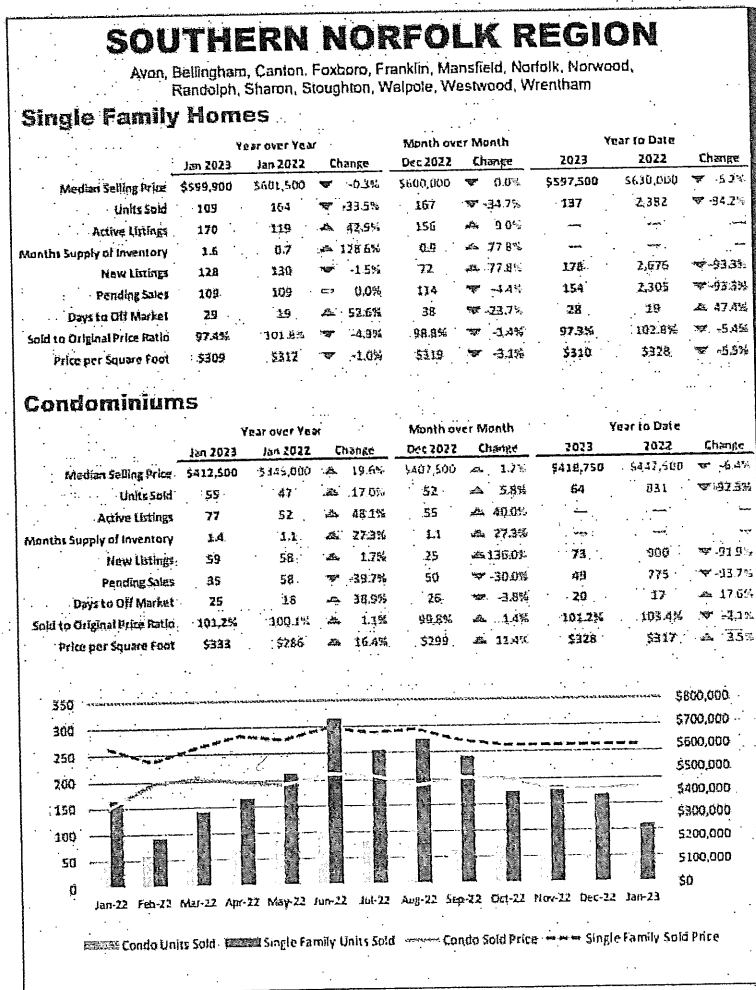 SOUTHERN NORFOLK REGION
Avon, Bellingham, Canton, Foxboro, Franklin, Mansfield, Norfolk, Norwood,
Randolph, Sharon, Stoughton, Walpole, Westwood, Wrentham
Single Family Homes
Year over Year Month over Month Year to Date
Jan 2023 Jan 2022 Change Dec 2022 Change 2023 2022 Change
Median Selling Price $599,900 $601,500 ▼ -0.3% $600,000 ▼ 0.0% $597,500 $630,000 ▼ -5.2%
Units Sold 109 164 ▼ -33.5% 167 ▼ -34.7% 137 2,382 ▼ -94.2%
Active Listings 170 119 ▲ 42.9% 156 ▲ 9.0% — — —
Months Supply of Inventory 1.6 0.7 ▲ 128.6% 0.9 ▲ 77.8% — — —
New Listings 128 130 ▼ -1.5% 72 ▲ 77.8% 178 2,676 ▼ -93.3%
Pending Sales 109 109 0.0% 114 ▼ -4.4% 154 2,305 ▼ -93.3%
Days to Off Market 29 19 ▲ 52.6% 38 ▼ -23.7% 28 19 ▲ 47.4%
Sold to Original Price Ratio 97.4% 101.8% ▼ 98.8% ▼ -1.4% 97.3% 102.8% ▼ -5.4%
Price per Square Foot $309 $312 ▼ -1.0% $319 ▼ -3.1% $310 $328 ▼ -5.5%
Condominiums
Year over Year Month over Month Year to Date
Jan 2023 Jan 2022 Change Dec 2022 Change 2023 2022 Change
Median Selling Price $412,500 $345,000 ▲ 19.6% $407,500 ▲ 1.2% $418,750 $447,500 ▼ -6.4%
Units Sold 55 47 ▲ 17.0% 52 ▲ 5.8% 64 831 ▼ -92.3%
Active Listings 77 52 ▲ 48.1% 55 ▲ 40.0% — — —
Months Supply of Inventory 1.4 1.1 ▲ 27.3% 1.1 ▲ 27.3% — — —
New Listings 59 58 ▲ 1.7% 25 ▲ 136.0% 73 900 ▼ -91.9%
Pending Sales 35 58 ▼ -39.7% 50 ▼ -30.0% 49 775 ▼ -93.7%
Days to Off Market 25 18 ▲ 38.9% 26 ▼ -3.8% 20 17 ▲ 17.6%
Sold to Original Price Ratio 101.2% 100.1% ▲ 1.1% 99.8% ▲ 1.4% 101.2% 103.4% ▼ -2.1%
Price per Square Foot $333 $286 ▲ 16.4% $299 ▲ 11.4% $328 $317 ▲ 3.5%
350 $800,000
300 $700,000
250 $600,000
200 $500,000
150 $400,000
100 $300,000
50 $200,000
0 $100,000
$0
Jan-22 Feb-22 Mar-22 Apr-22 May-22 Jun-22 Jul-22 Aug-22 Sep-22 Oct-22 Nov-22 Dec-22 Jan-23
Condo Units Sold Single Family Units Sold Condo Sold Price Single Family Sold Price